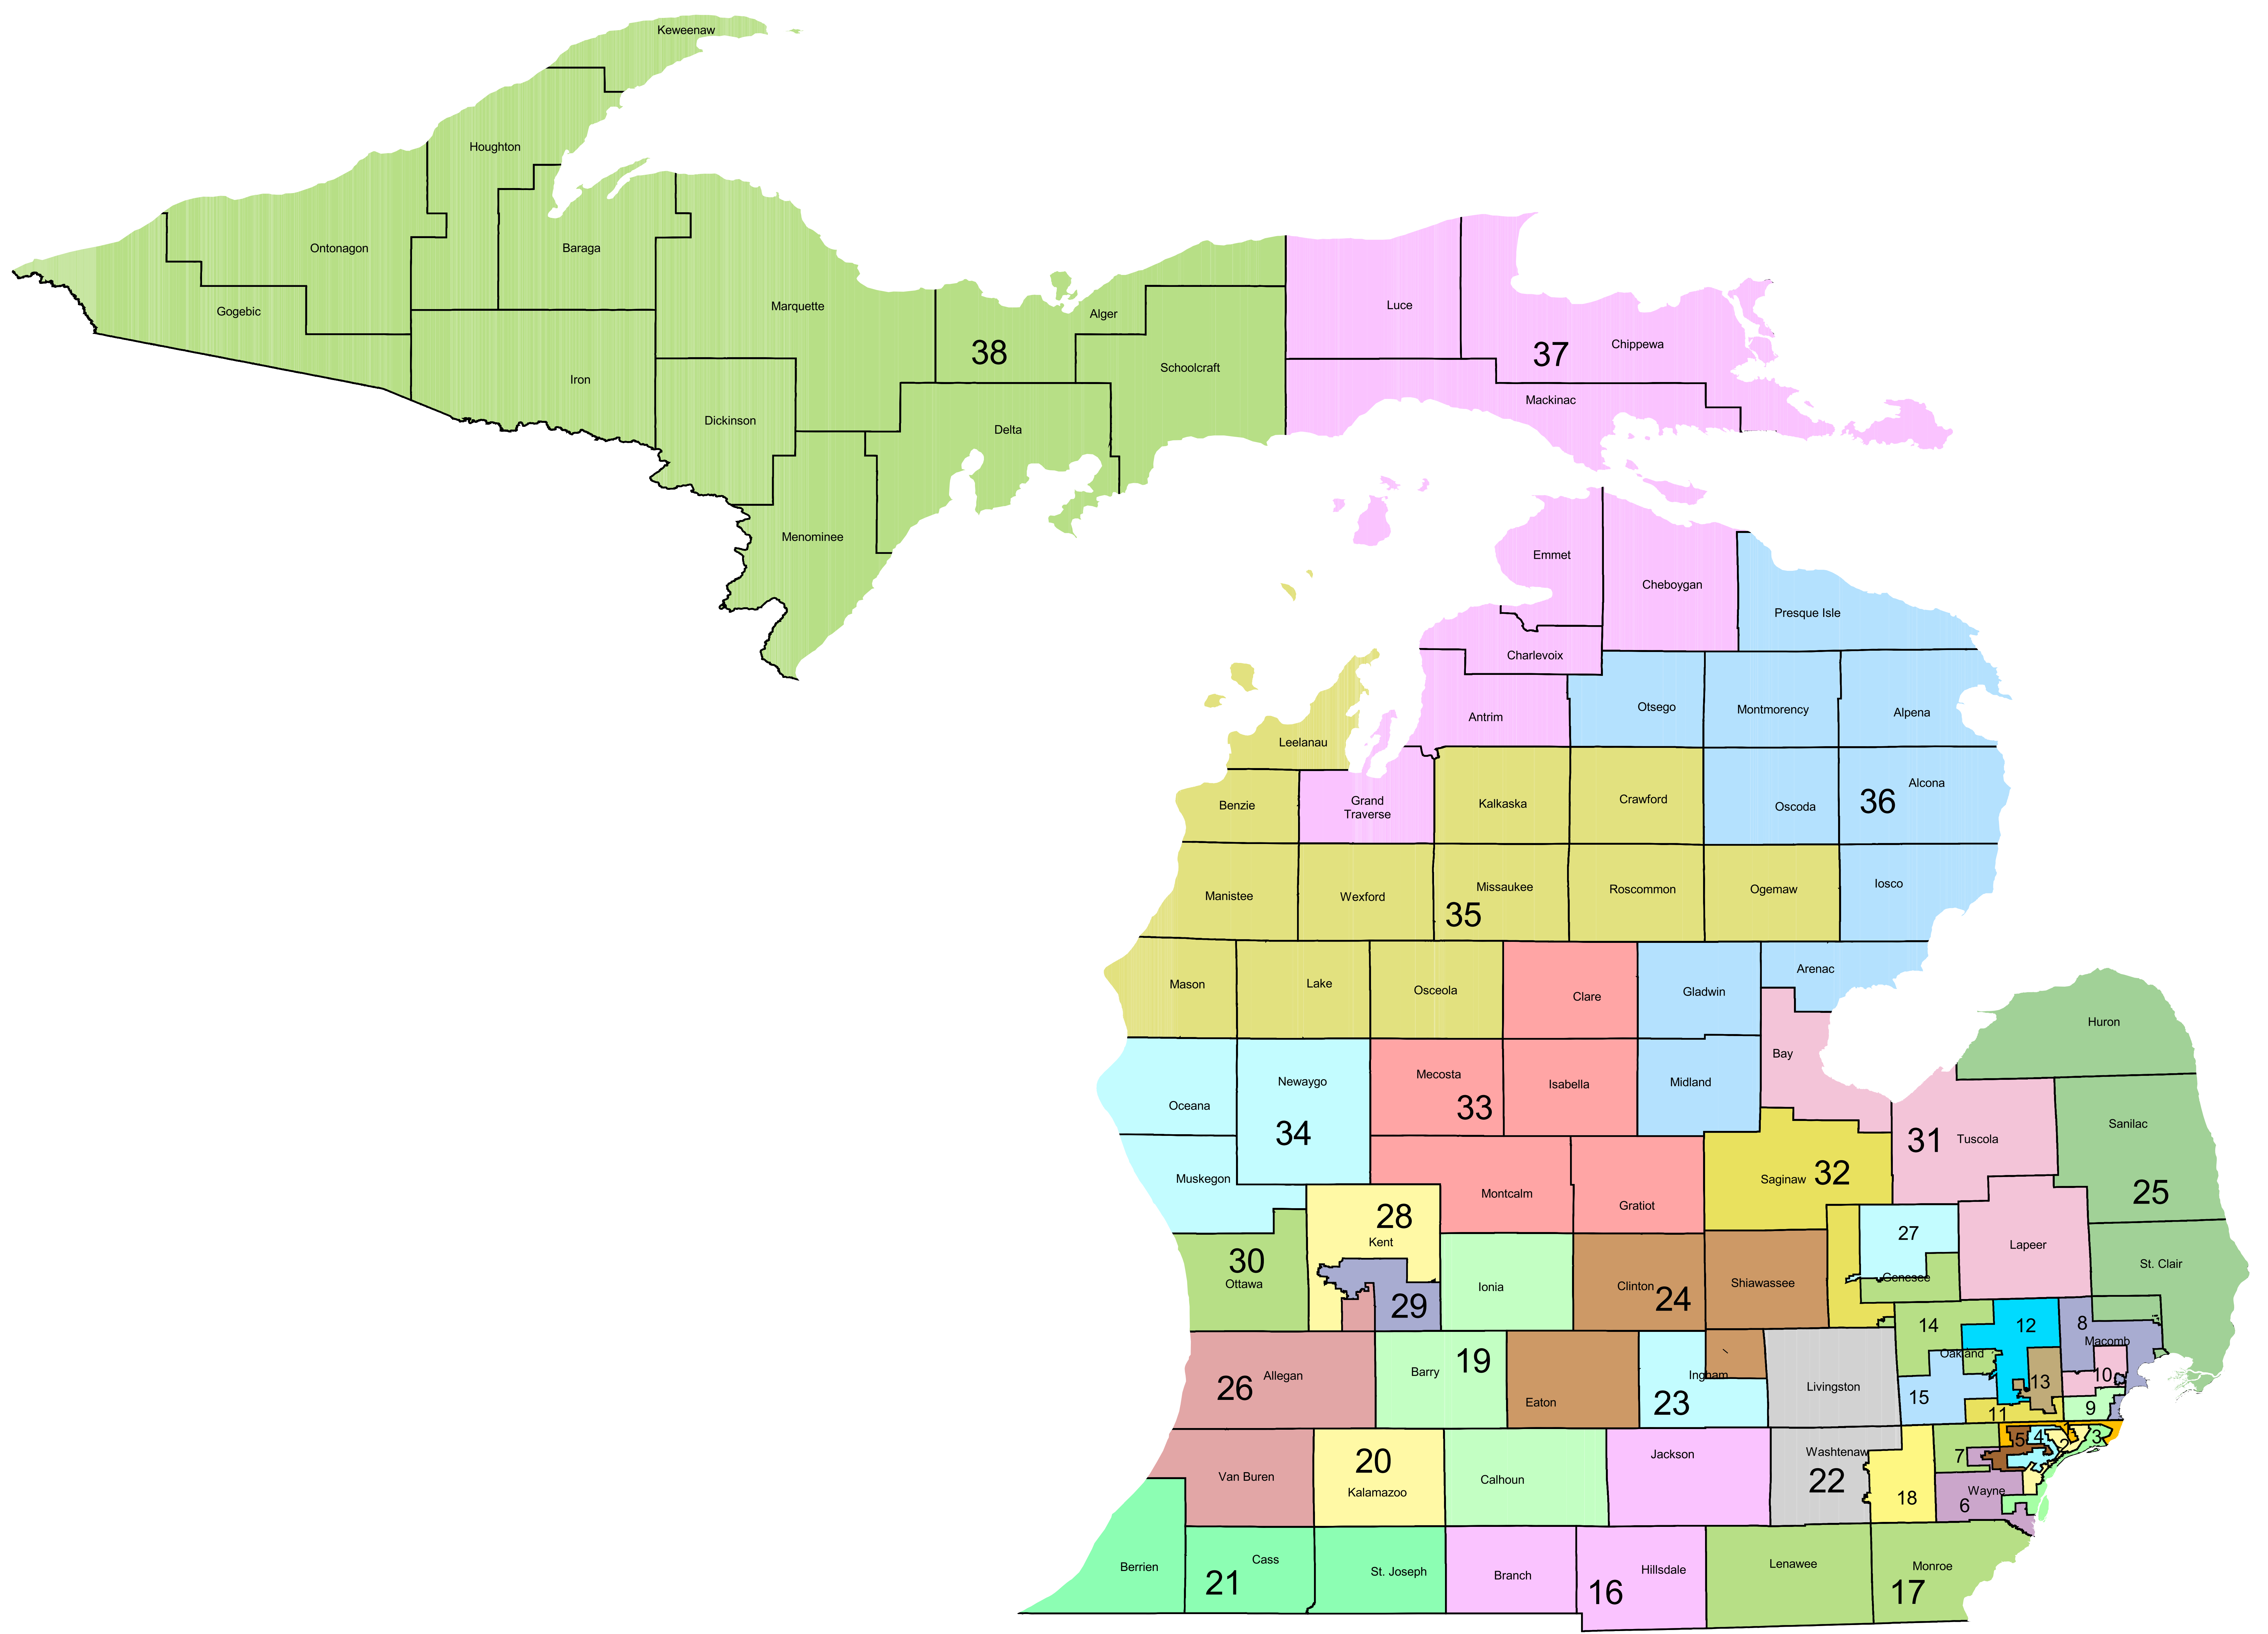 Keweenaw
Houghton
Ontonagon
Baraga
Gogebic
Marquette
Alger
Luce
38
37
Chippewa
Schoolcraft
Iron
Mackinac
Dickinson
Delta
Menominee
Emmet
Cheboygan
Presque Isle
Charlevoix
Otsego
Montmorency
Alpena
Antrim
Leelanau
Alcona
Benzie
Grand
Traverse
Kalkaska
Crawford
Oscoda
36
Manistee
Wexford
Missaukee
Roscommon
Ogemaw
Iosco
35
Mason
Lake
Osceola
Clare
Gladwin
Arenac
Huron
Bay
Oceana
Newaygo
Mecosta
Isabella
Midland
33
34
Sanilac
31
Tuscola
Muskegon
Montcalm
Gratiot
Saginaw
32
25
28
Kent
27
Lapeer
30
Ottawa
Ionia
Clinton
24
Shiawassee
Genesee
St. Clair
29
14
12
8
Macomb
Oakland
19
Barry
26
Allegan
Eaton
Ingham
23
Livingston
15
13
10
11
9
20
Kalamazoo
Van Buren
Calhoun
Jackson
Washtenaw
22
18
7
5
4
2
1
3
Wayne
6
Berrien
Cass
21
St. Joseph
Branch
Hillsdale
16
Lenawee
Monroe
17